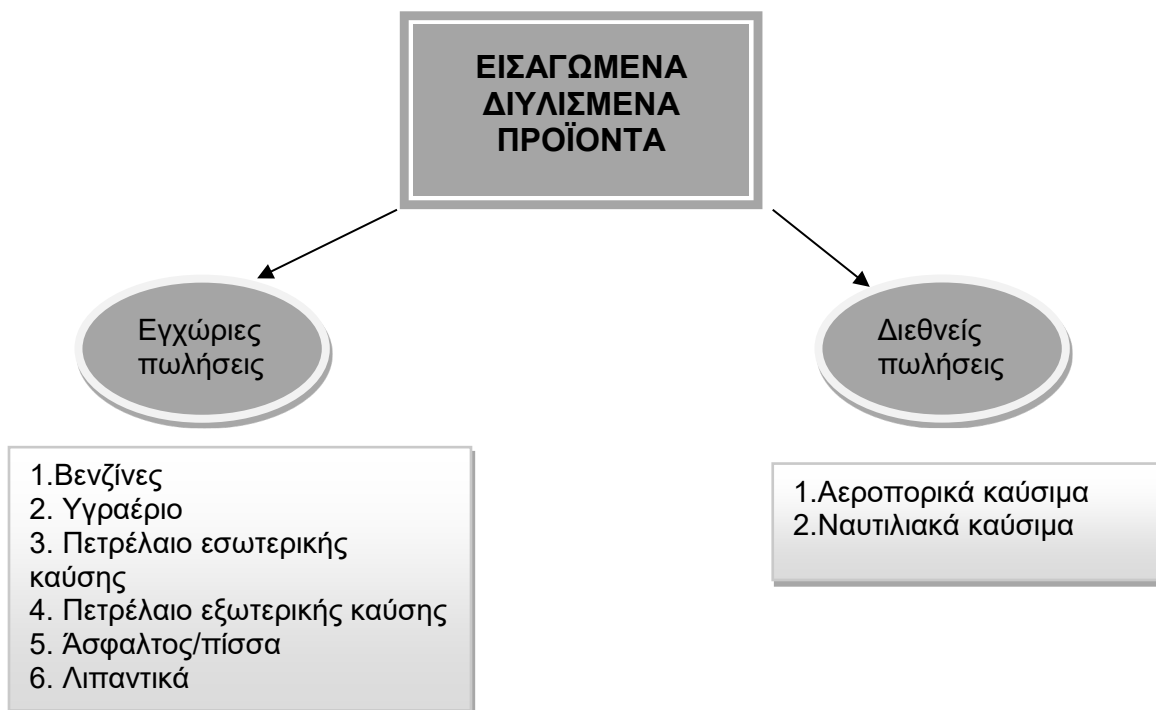 ΕΙΣΑΓΩΜΕΝΑ
ΔΙΥΛΙΣΜΕΝΑ
ΠΡΟΪΟΝΤΑ
Εγχώριες
πωλήσεις
Διεθνείς
πωλήσεις
1.Βενζίνες
2. Υγραέριο
3. Πετρέλαιο εσωτερικής
καύσης
4. Πετρέλαιο εξωτερικής καύσης
5. Άσφαλτος/πίσσα
6. Λιπαντικά
1.Αεροπορικά καύσιμα
2.Ναυτιλιακά καύσιμα